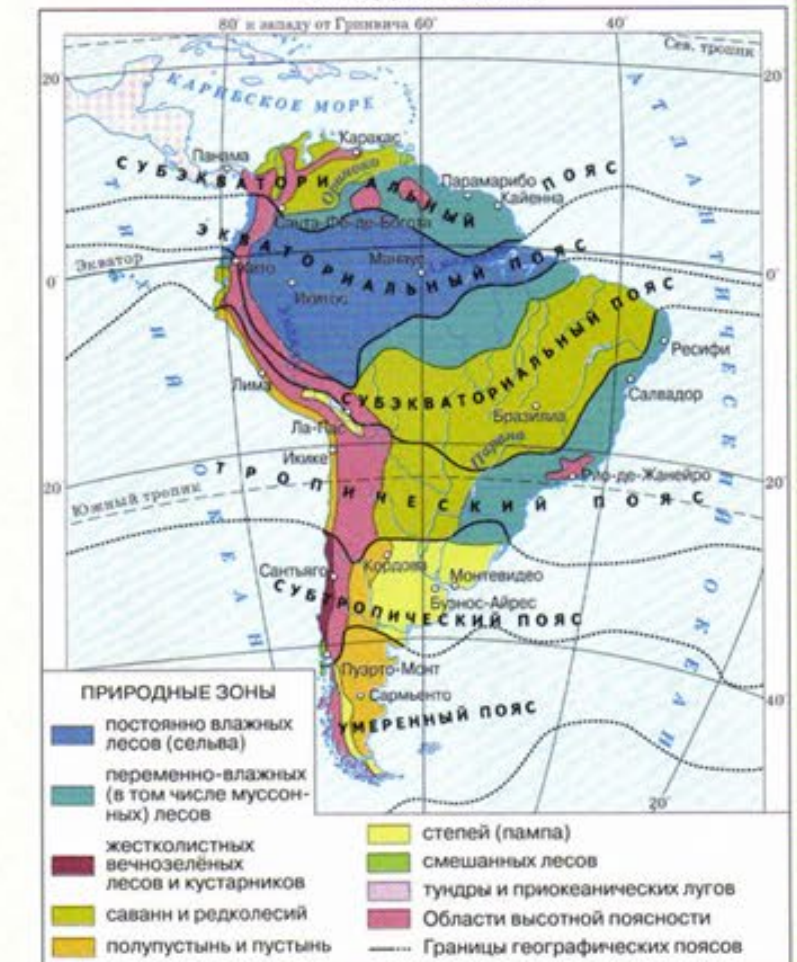 80° к западу от Гринвича 60° 40°
Сев. тропик
20 20°
КАРИБСКОЕ МОРЕ
АТЛАНТИЧЕСКИЙ ОКЕАН
ТИХИЙ ОКЕАН
Каракас
Панама
Ориноко
Парамарибо
Кайенна
СУБЭКВАТОРИАЛЬНЫЙ ПОЯС
Санта-Фе-де-Богота
ЭКВАТОРИАЛЬНЫЙ ПОЯС
Экватор
Кито
Манаус
0 0°
Икитос
СУБЭКВАТОРИАЛЬНЫЙ ПОЯС
Ресифи
Лима
Салвадор
Бразилиа
Ла-Пас
Парана
Икике
Рио-де-Жанейро
20 20°
Южный тропик
ТРОПИЧЕСКИЙ ПОЯС
Сантьяго
Кордова
Монтевидео
Буэнос-Айрес
СУБТРОПИЧЕСКИЙ ПОЯС
Пуэрто-Монт
Сармьенто
40°
УМЕРЕННЫЙ ПОЯС
20°
ПРИРОДНЫЕ ЗОНЫ
постоянно влажных
лесов (сельва)
переменно-влажных
(в том числе муссон-
ных) лесов
жестколистных
вечнозелёных
лесов и кустарников
саванн и редколесий
полупустынь и пустынь
степей (пампа)
смешанных лесов
тундры и приокеанических лугов
Области высотной поясности
Границы географических поясов